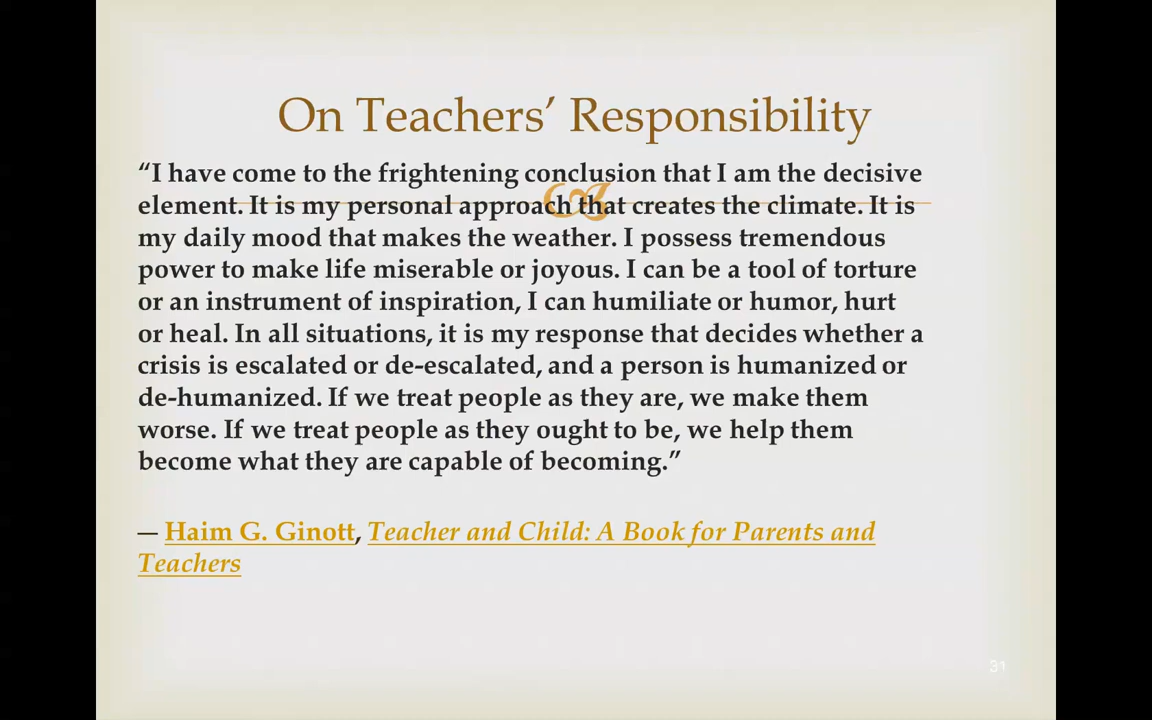 On Teachers’ Responsibility
“I have come to the frightening conclusion that I am the decisive
element. It is my personal approach that creates the climate. It is
my daily mood that makes the weather. I possess tremendous
power to make life miserable or joyous. I can be a tool of torture
or an instrument of inspiration, I can humiliate or humor, hurt
or heal. In all situations, it is my response that decides whether a
crisis is escalated or de-escalated, and a person is humanized or
de-humanized. If we treat people as they are, we make them
worse. If we treat people as they ought to be, we help them
become what they are capable of becoming.”
— Haim G. Ginott, Teacher and Child: A Book for Parents and
Teachers
31